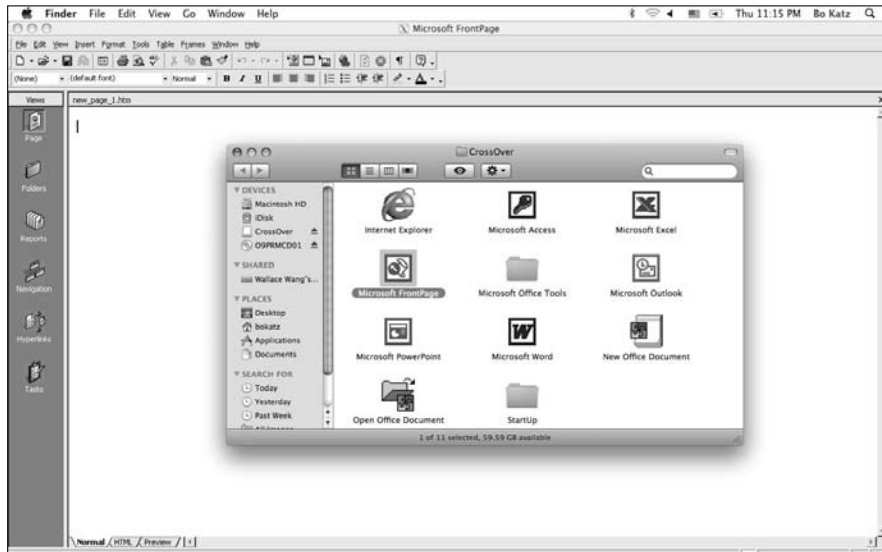 Finder File Edit View Go Window Help Thu 11:15 PM Bo Katz
Microsoft FrontPage
File Edit View Insert Format Tools Table Frames Window Help
(None) (default font) Normal B I U A
Views new_page_1.htm
Page
Folders
Reports
Navigation
Hyperlinks
Tasks
CrossOver
DEVICES
Macintosh HD
iDisk
CrossOver
O9PRMCD01
SHARED
Wallace Wang's...
PLACES
Desktop
bokatz
Applications
Documents
SEARCH FOR
Today
Yesterday
Past Week
Internet Explorer Microsoft Access Microsoft Excel
Microsoft FrontPage Microsoft Office Tools Microsoft Outlook
Microsoft PowerPoint Microsoft Word New Office Document
Open Office Document StartUp
1 of 11 selected, 59.59 GB available
Normal HTML Preview